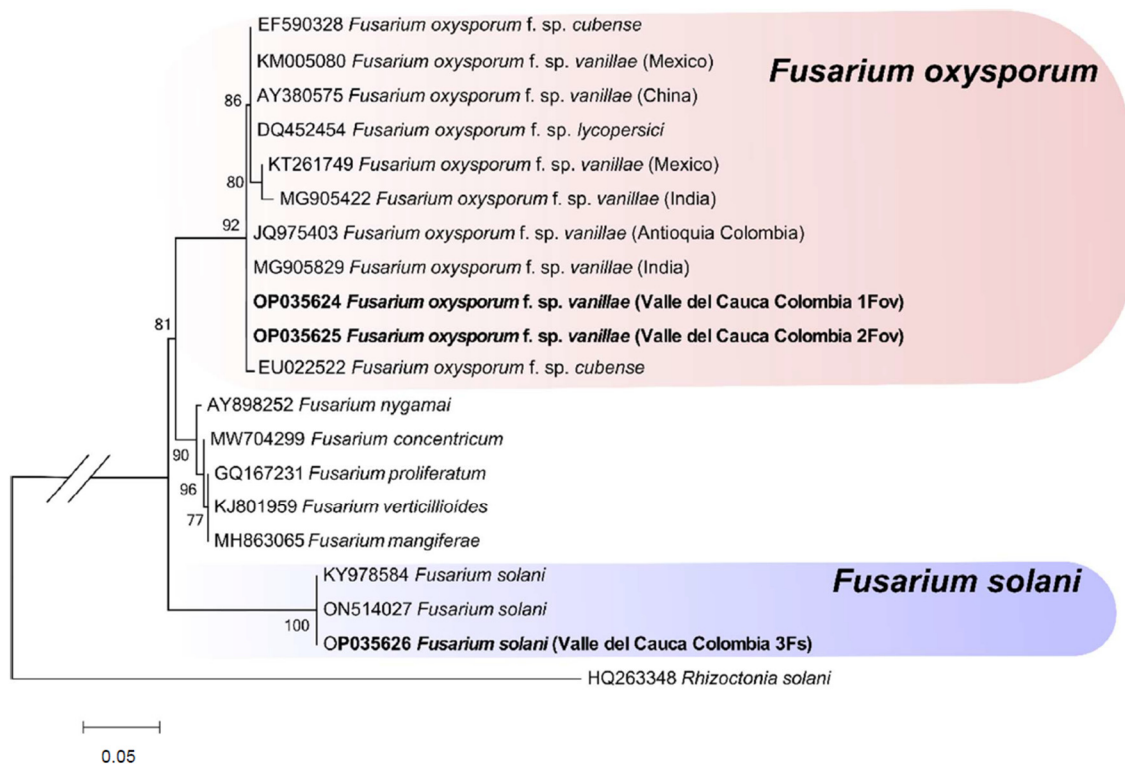 EF590328 Fusarium oxysporum f. sp. cubense
KM005080 Fusarium oxysporum f. sp. vanillae (Mexico)
Fusarium oxysporum
86
AY380575 Fusarium oxysporum f. sp. vanillae (China)
DQ452454 Fusarium oxysporum f. sp. lycopersici
KT261749 Fusarium oxysporum f. sp. vanillae (Mexico)
80
MG905422 Fusarium oxysporum f. sp. vanillae (India)
92
JQ975403 Fusarium oxysporum f. sp. vanillae (Antioquia Colombia)
MG905829 Fusarium oxysporum f. sp. vanillae (India)
OP035624 Fusarium oxysporum f. sp. vanillae (Valle del Cauca Colombia 1Fov)
81
OP035625 Fusarium oxysporum f. sp. vanillae (Valle del Cauca Colombia 2Fov)
EU022522 Fusarium oxysporum f. sp. cubense
AY898252 Fusarium nygamai
MW704299 Fusarium concentricum
90
GQ167231 Fusarium proliferatum
96
KJ801959 Fusarium verticillioides
77
MH863065 Fusarium mangiferae
KY978584 Fusarium solani
Fusarium solani
ON514027 Fusarium solani
100
OP035626 Fusarium solani (Valle del Cauca Colombia 3Fs)
HQ263348 Rhizoctonia solani
0.05